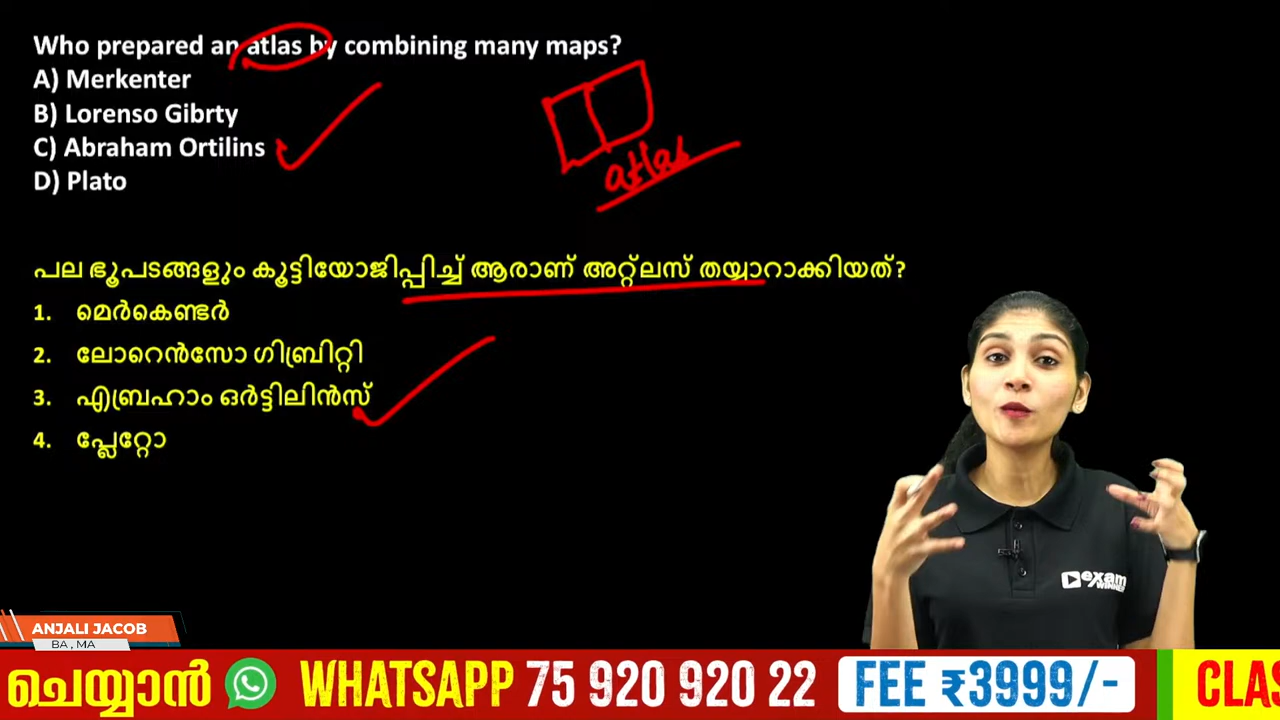 Who prepared an atlas by combining many maps?
A) Merkenter
B) Lorenso Gibrty
C) Abraham Ortilins
D) Plato
atlas
പല ഭൂപടങ്ങളും കൂട്ടിയോജിപ്പിച്ച് ആരാണ് അറ്റ്ലസ് തയ്യാറാക്കിയത്?
1. മെർകെണ്ടർ
2. ലോറെൻസോ ഗിബ്രിറ്റി
3. എബ്രഹാം ഒർട്ടിലിൻസ്
4. പ്ലേറ്റോ
exam
WINNER
ANJALI JACOB
BA , MA
ചെയ്യാൻ WHATSAPP 75 920 920 22 FEE ₹3999/- CLAS